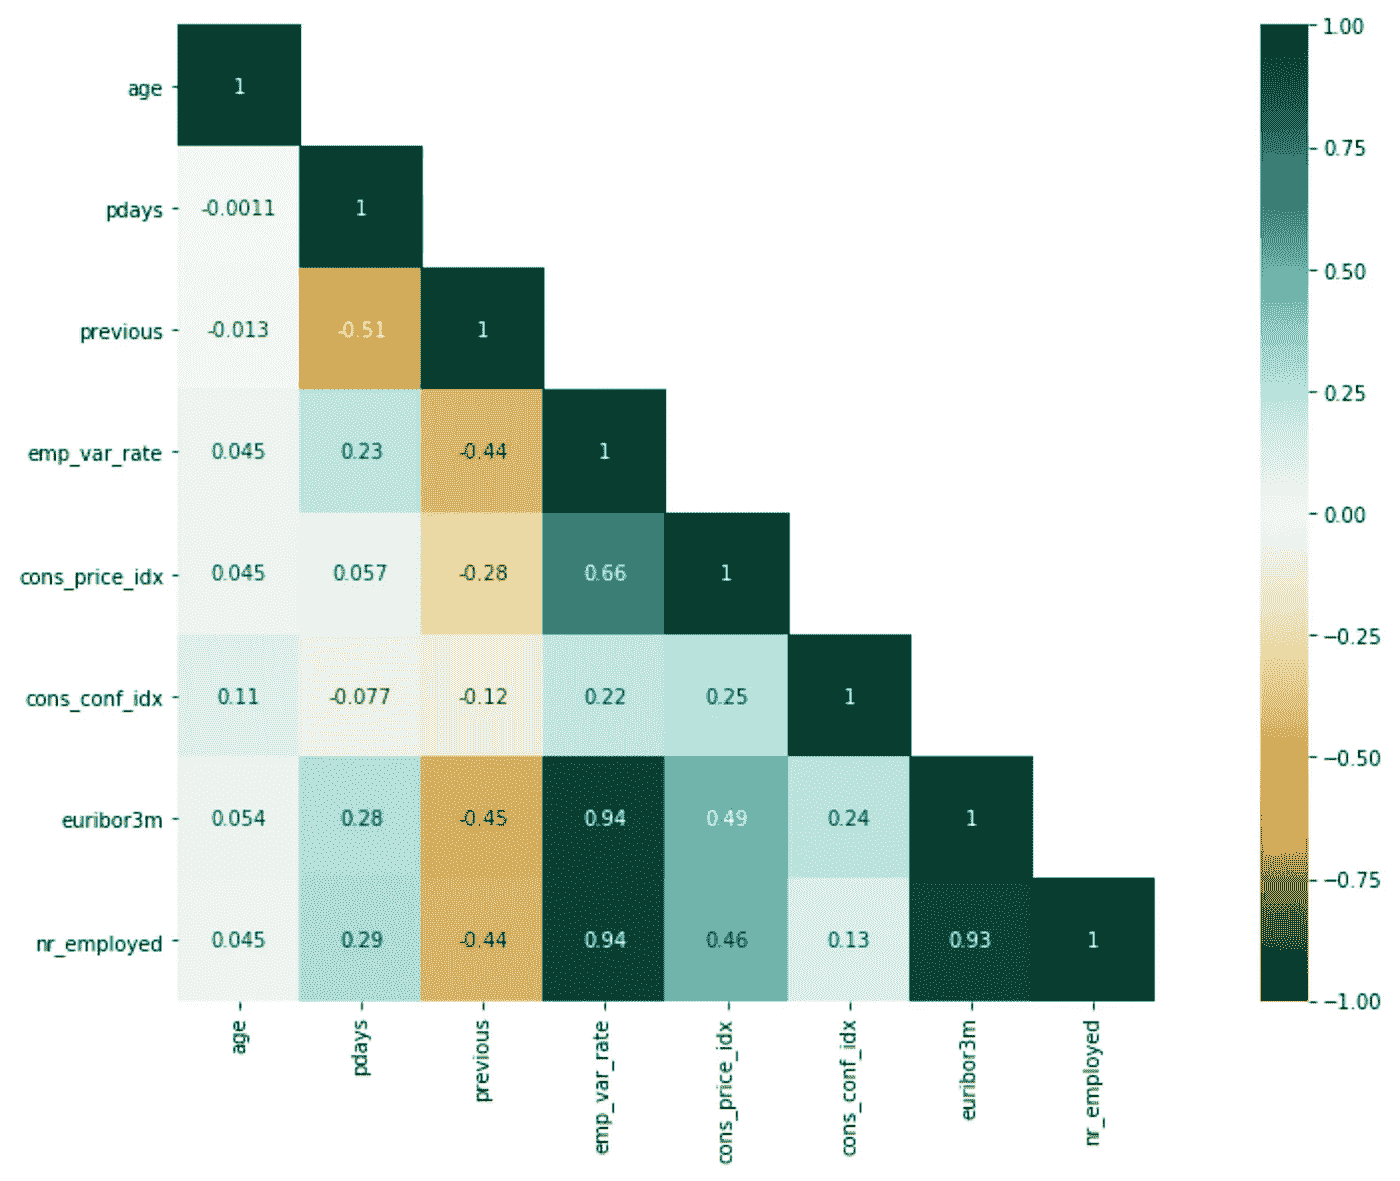 age 1
pdays -0.0011 1
previous -0.013 -0.51 1
emp_var_rate 0.045 0.23 -0.44 1
cons_price_idx 0.045 0.057 -0.28 0.66 1
cons_conf_idx 0.11 -0.077 -0.12 0.22 0.25 1
euribor3m 0.054 0.28 -0.45 0.94 0.49 0.24 1
nr_employed 0.045 0.29 -0.44 0.94 0.46 0.13 0.93 1
age pdays previous emp_var_rate cons_price_idx cons_conf_idx euribor3m nr_employed
1.00
0.75
0.50
0.25
0.00
−0.25
−0.50
−0.75
−1.00